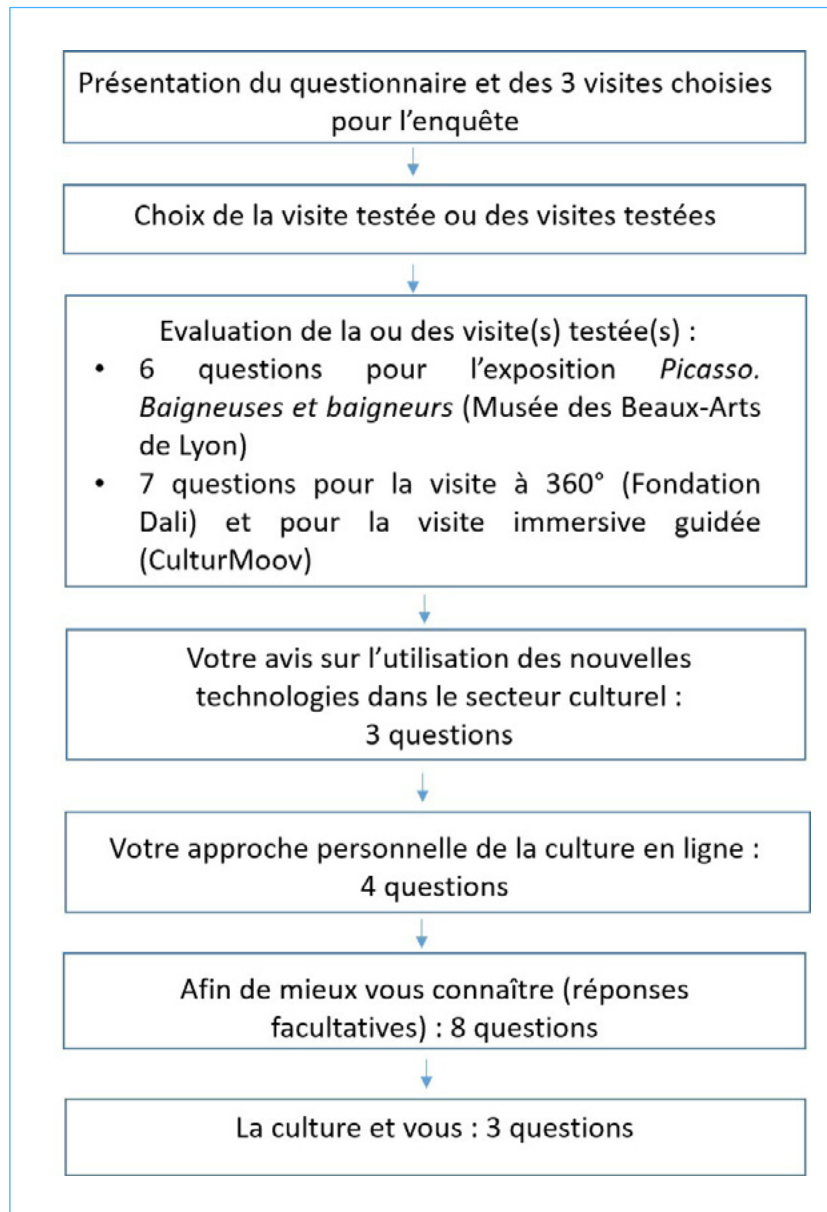 Présentation du questionnaire et des 3 visites choisies
pour l’enquête
Choix de la visite testée ou des visites testées
Evaluation de la ou des visite(s) testée(s) :
• 6 questions pour l’exposition Picasso.
Baigneuses et baigneurs (Musée des Beaux-Arts
de Lyon)
• 7 questions pour la visite à 360° (Fondation
Dali) et pour la visite immersive guidée
(CulturMoov)
Votre avis sur l’utilisation des nouvelles
technologies dans le secteur culturel :
3 questions
Votre approche personnelle de la culture en ligne :
4 questions
Afin de mieux vous connaître (réponses
facultatives) : 8 questions
La culture et vous : 3 questions